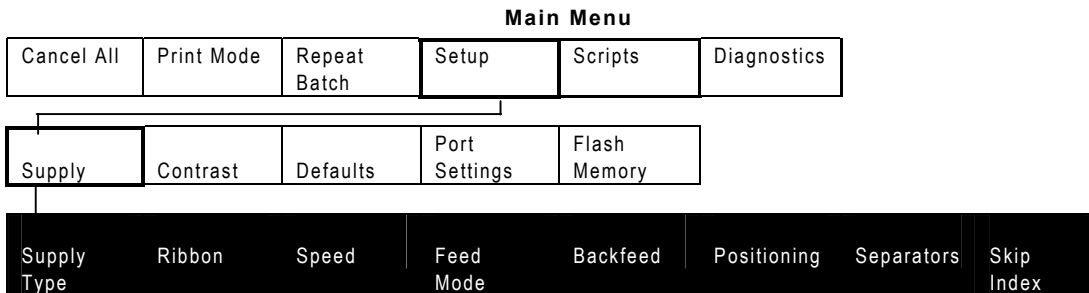 Main Menu
Cancel All Print Mode Repeat Batch Setup Scripts Diagnostics
Supply Contrast Defaults Port Settings Flash Memory
Supply Type Ribbon Speed Feed Mode Backfeed Positioning Separators Skip Index